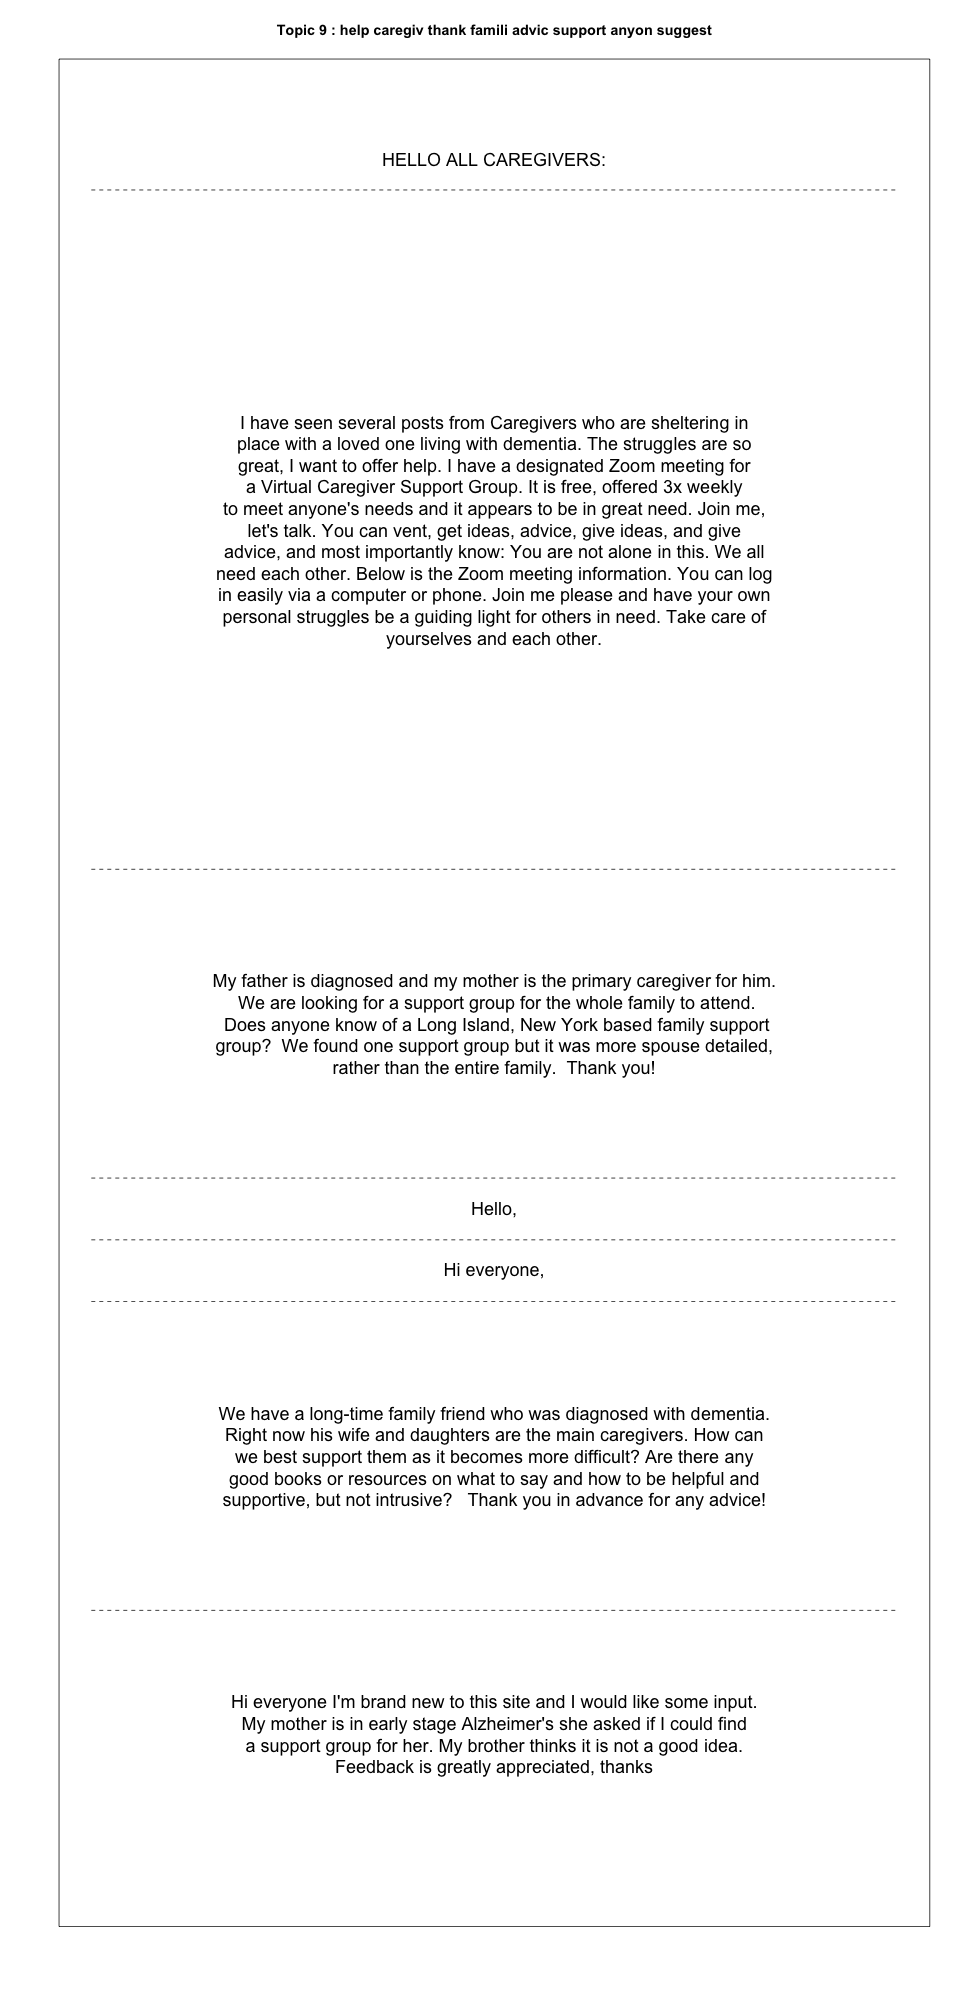 Topic 9 : help caregiv thank famili advic support anyon suggest
HELLO ALL CAREGIVERS:
I have seen several posts from Caregivers who are sheltering in
place with a loved one living with dementia. The struggles are so
great, I want to offer help. I have a designated Zoom meeting for
a Virtual Caregiver Support Group. It is free, offered 3x weekly
to meet anyone's needs and it appears to be in great need. Join me,
let's talk. You can vent, get ideas, advice, give ideas, and give
advice, and most importantly know: You are not alone in this. We all
need each other. Below is the Zoom meeting information. You can log
in easily via a computer or phone. Join me please and have your own
personal struggles be a guiding light for others in need. Take care of
yourselves and each other.
My father is diagnosed and my mother is the primary caregiver for him.
We are looking for a support group for the whole family to attend.
Does anyone know of a Long Island, New York based family support
group?  We found one support group but it was more spouse detailed,
rather than the entire family.  Thank you!
Hello,
Hi everyone,
We have a long-time family friend who was diagnosed with dementia.
Right now his wife and daughters are the main caregivers. How can
we best support them as it becomes more difficult? Are there any
good books or resources on what to say and how to be helpful and
supportive, but not intrusive?   Thank you in advance for any advice!
Hi everyone I'm brand new to this site and I would like some input.
My mother is in early stage Alzheimer's she asked if I could find
a support group for her. My brother thinks it is not a good idea.
Feedback is greatly appreciated, thanks